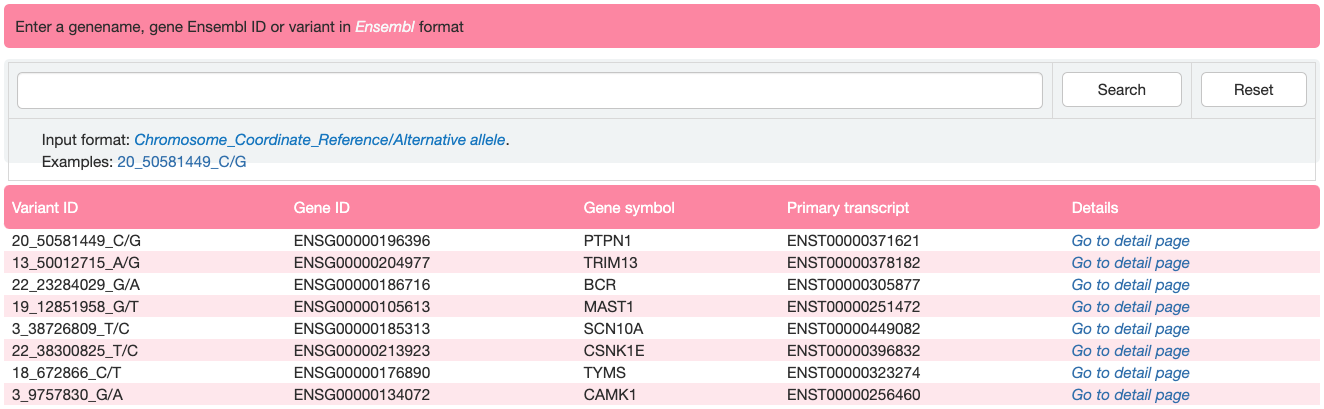 Enter a genename, gene Ensembl ID or variant in Ensembl format
Search Reset
Input format: Chromosome_Coordinate_Reference/Alternative allele.
Examples: 20_50581449_C/G
Variant ID Gene ID Gene symbol Primary transcript Details
20_50581449_C/G ENSG00000196396 PTPN1 ENST00000371621 Go to detail page
13_50012715_A/G ENSG00000204977 TRIM13 ENST00000378182 Go to detail page
22_23284029_G/A ENSG00000186716 BCR ENST00000305877 Go to detail page
19_12851958_G/T ENSG00000105613 MAST1 ENST00000251472 Go to detail page
3_38726809_T/C ENSG00000185313 SCN10A ENST00000449082 Go to detail page
22_38300825_T/C ENSG00000213923 CSNK1E ENST00000396832 Go to detail page
18_672866_C/T ENSG00000176890 TYMS ENST00000323274 Go to detail page
3_9757830_G/A ENSG00000134072 CAMK1 ENST00000256460 Go to detail page